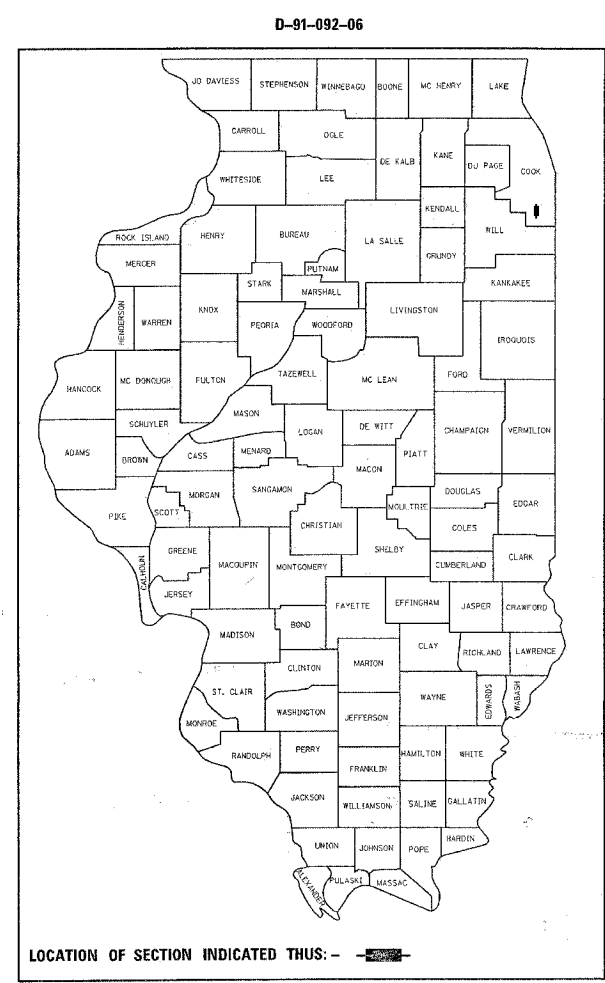 D-91-092-06
JO DAVIESS STEPHENSON WINNEBAGO BOONE MC HENRY LAKE
CARROLL OGLE DE KALB KANE DU PAGE COOK
WHITESIDE LEE
KENDALL
ROCK ISLAND HENRY BUREAU LA SALLE GRUNDY WILL
MERCER PUTNAM
STARK MARSHALL KANKAKEE
HENDERSON WARREN KNOX PEORIA WOODFORD LIVINGSTON IROQUOIS
HANCOCK MC DONOUGH FULTON TAZEWELL MC LEAN FORD
MASON
SCHUYLER LOGAN DE WITT CHAMPAIGN VERMILION
ADAMS BROWN CASS MENARD MACON PIATT
MORGAN SANGAMON DOUGLAS EDGAR
PIKE SCOTT CHRISTIAN MOULTRIE COLES
GREENE MACOUPIN MONTGOMERY SHELBY CUMBERLAND CLARK
CALHOUN JERSEY FAYETTE EFFINGHAM JASPER CRAWFORD
MADISON BOND
CLINTON MARION CLAY RICHLAND LAWRENCE
ST. CLAIR WAYNE EDWARDS WABASH
MONROE WASHINGTON JEFFERSON
RANDOLPH PERRY FRANKLIN HAMILTON WHITE
JACKSON WILLIAMSON SALINE GALLATIN
UNION JOHNSON POPE HARDIN
ALEXANDER PULASKI MASSAC
LOCATION OF SECTION INDICATED THUS: -